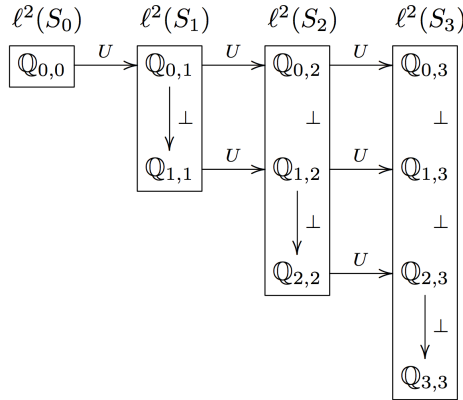 ℓ²(S₀) ℓ²(S₁) ℓ²(S₂) ℓ²(S₃)
ℚ₀,₀ U ℚ₀,₁ U ℚ₀,₂ U ℚ₀,₃
⊥ ⊥ ⊥
ℚ₁,₁ U ℚ₁,₂ U ℚ₁,₃
⊥ ⊥
ℚ₂,₂ U ℚ₂,₃
⊥
ℚ₃,₃